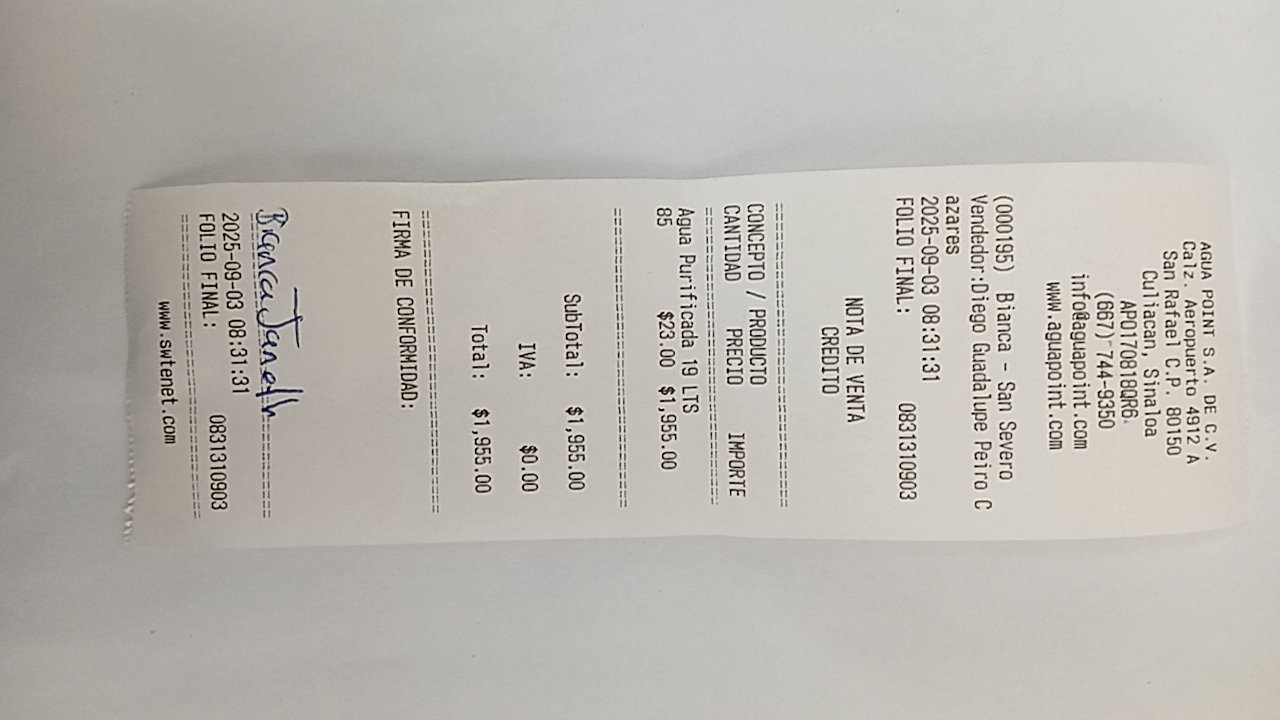 AGUA POINT S.A. DE C.V.
Calz. Aeropuerto 4912 A
San Rafael C.P. 80150
Culiacan, Sinaloa
APO170818QR6
(667)-744-9350
info@aguapoint.com
www.aguapoint.com
(000195) Bianca - San Severo
Vendedor:Diego Guadalupe Peiro C
azares
2025-09-03 08:31:31
FOLIO FINAL: 0831310903
NOTA DE VENTA
CREDITO
================================
CONCEPTO / PRODUCTO
CANTIDAD PRECIO IMPORTE
================================
Agua Purificada 19 LTS
85 $23.00 $1,955.00
================================
SubTotal: $1,955.00
IVA: $0.00
Total: $1,955.00
================================
FIRMA DE CONFORMIDAD:
Bianca Janeth
================================
2025-09-03 08:31:31
FOLIO FINAL: 0831310903
================================
www.swtenet.com